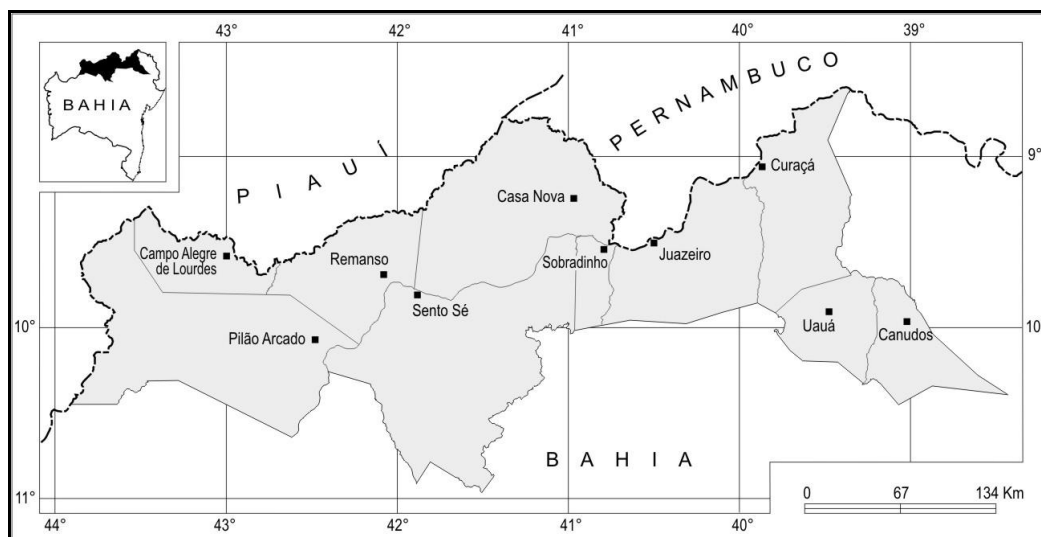 43°
42°
41°
40°
39°
BAHIA
PIAUÍ
PERNAMBUCO
9°
9°
Curaçá
Casa Nova
Campo Alegre
de Lourdes
Remanso
Sobradinho
Juazeiro
Sento Sé
10°
10°
Pilão Arcado
Uauá
Canudos
BAHIA
11°
0
67
134 Km
44°
43°
42°
41°
40°